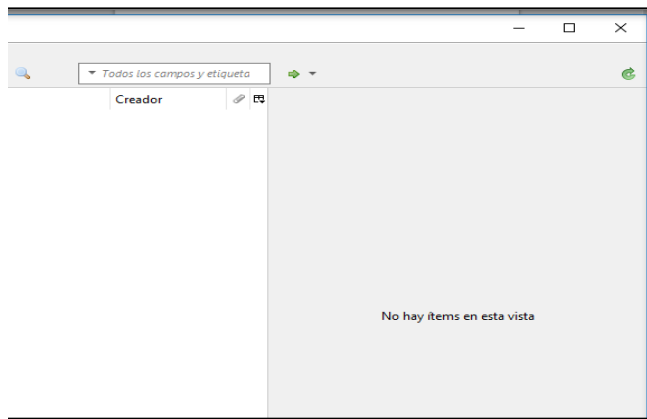 Todos los campos y etiqueta
Creador
No hay ítems en esta vista